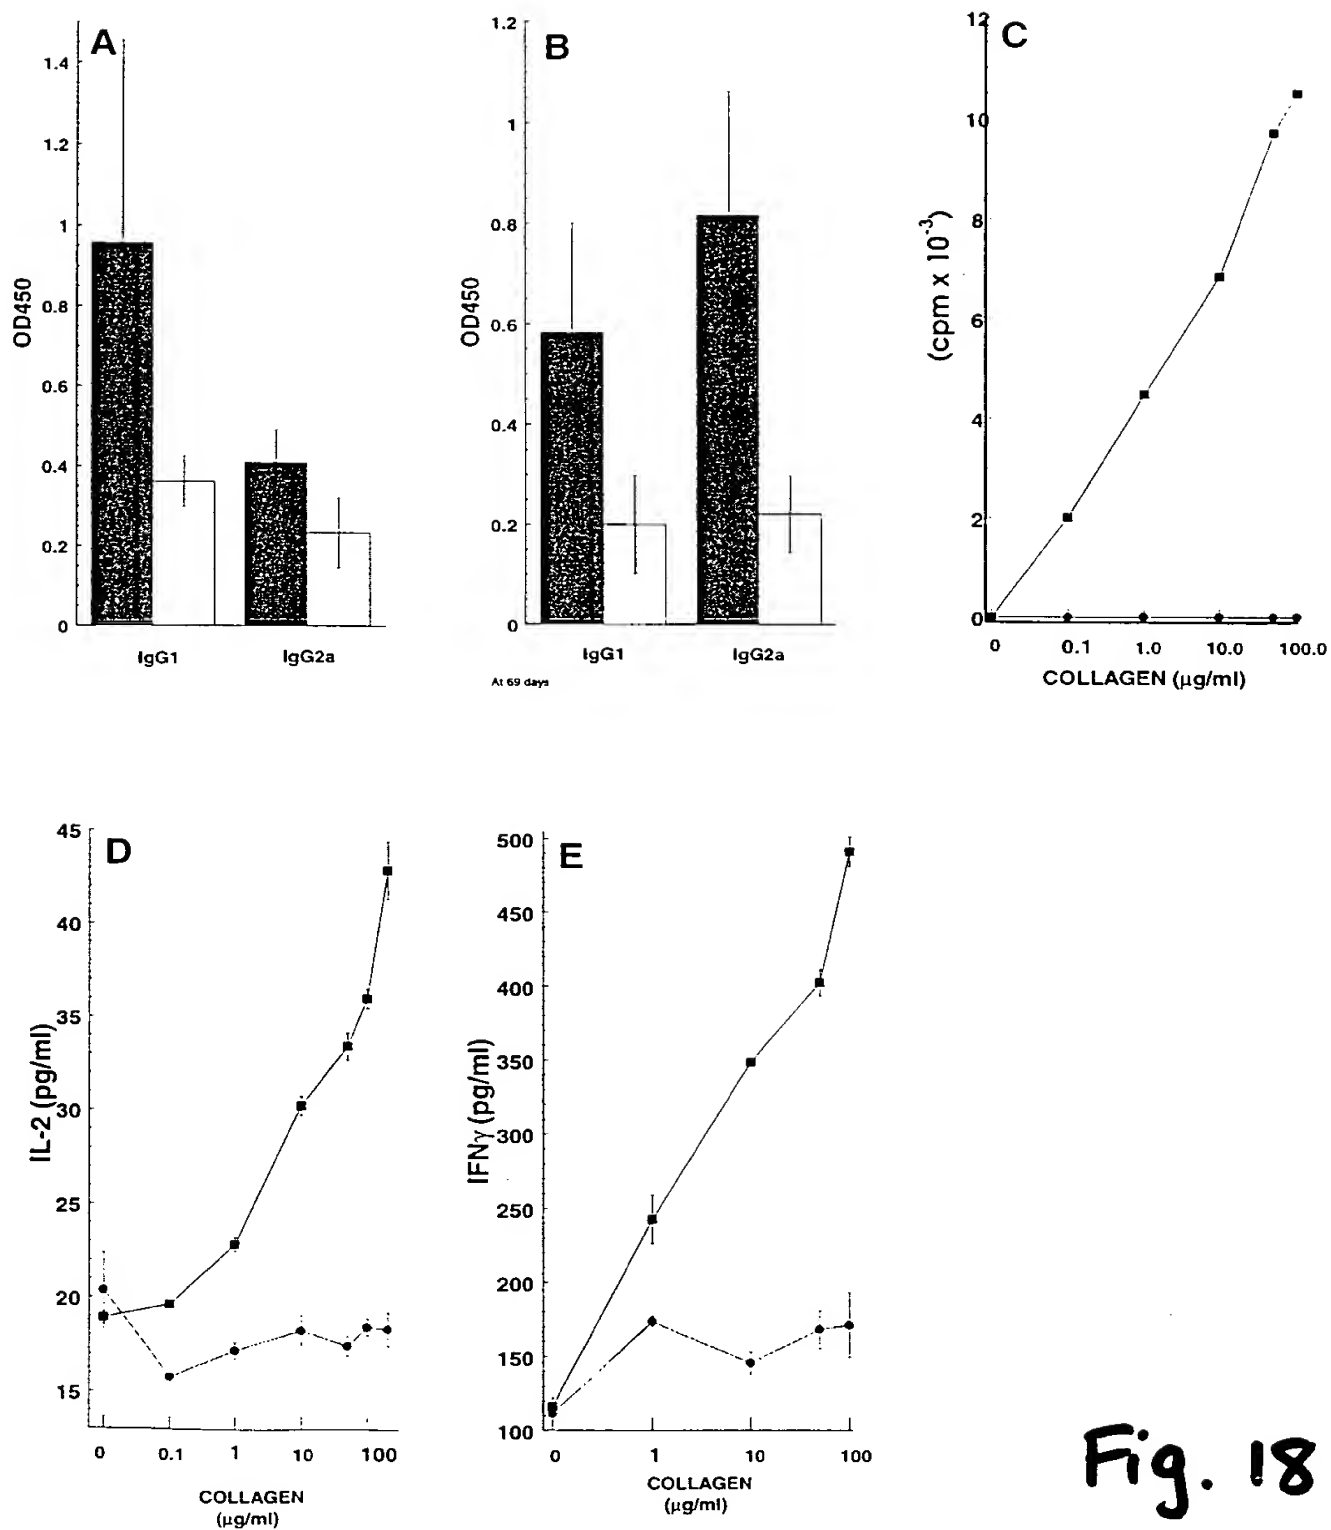 A
OD450
1.4
1.2
1
0.8
0.6
0.4
0.2
0
IgG1 IgG2a
B
OD450
1.2
1
0.8
0.6
0.4
0.2
0
IgG1 IgG2a
At 69 days
C
(cpm x 10⁻³)
12
10
8
6
4
2
0
0 0.1 1.0 10.0 100.0
COLLAGEN (µg/ml)
D
IL-2 (pg/ml)
45
40
35
30
25
20
15
0 0.1 1 10 100
COLLAGEN
(µg/ml)
E
IFNγ (pg/ml)
500
450
400
350
300
250
200
150
100
0 1 10 100
COLLAGEN
(µg/ml)
Fig. 18